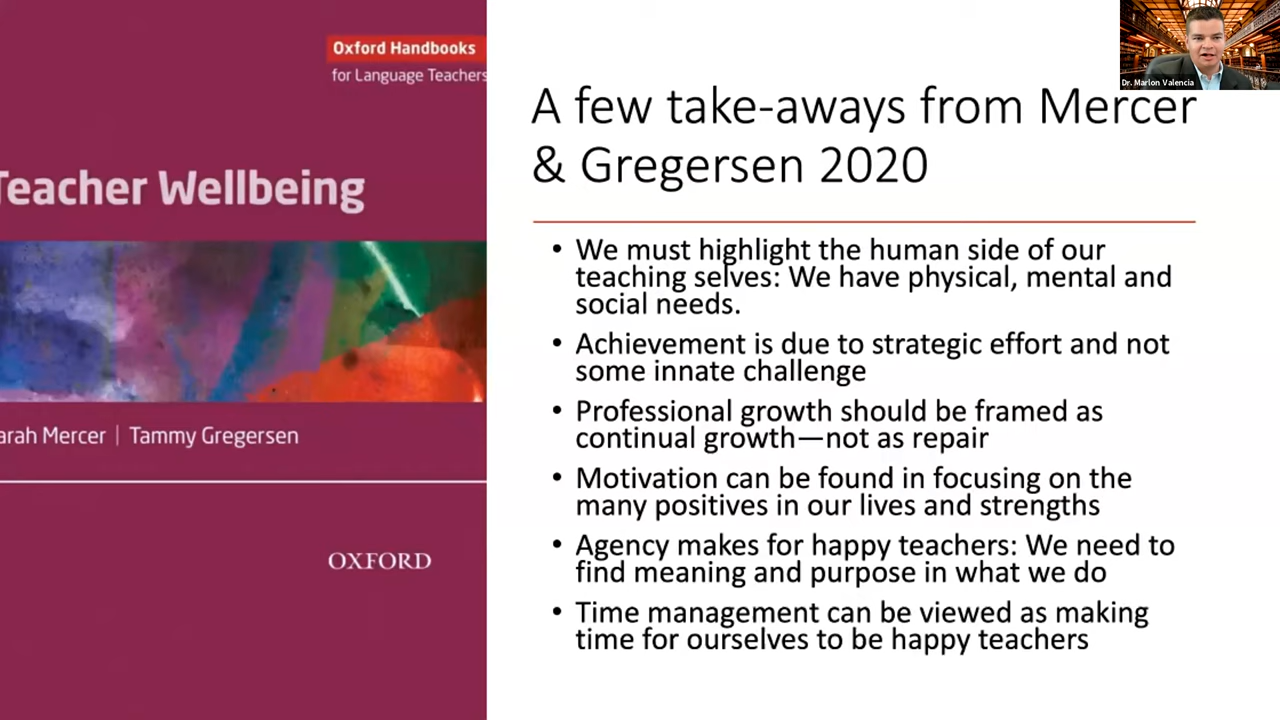 Oxford Handbooks
for Language Teachers
Teacher Wellbeing
arah Mercer | Tammy Gregersen
OXFORD
Dr. Marlon Valencia
A few take-aways from Mercer
& Gregersen 2020
• We must highlight the human side of our
teaching selves: We have physical, mental and
social needs.
• Achievement is due to strategic effort and not
some innate challenge
• Professional growth should be framed as
continual growth—not as repair
• Motivation can be found in focusing on the
many positives in our lives and strengths
• Agency makes for happy teachers: We need to
find meaning and purpose in what we do
• Time management can be viewed as making
time for ourselves to be happy teachers